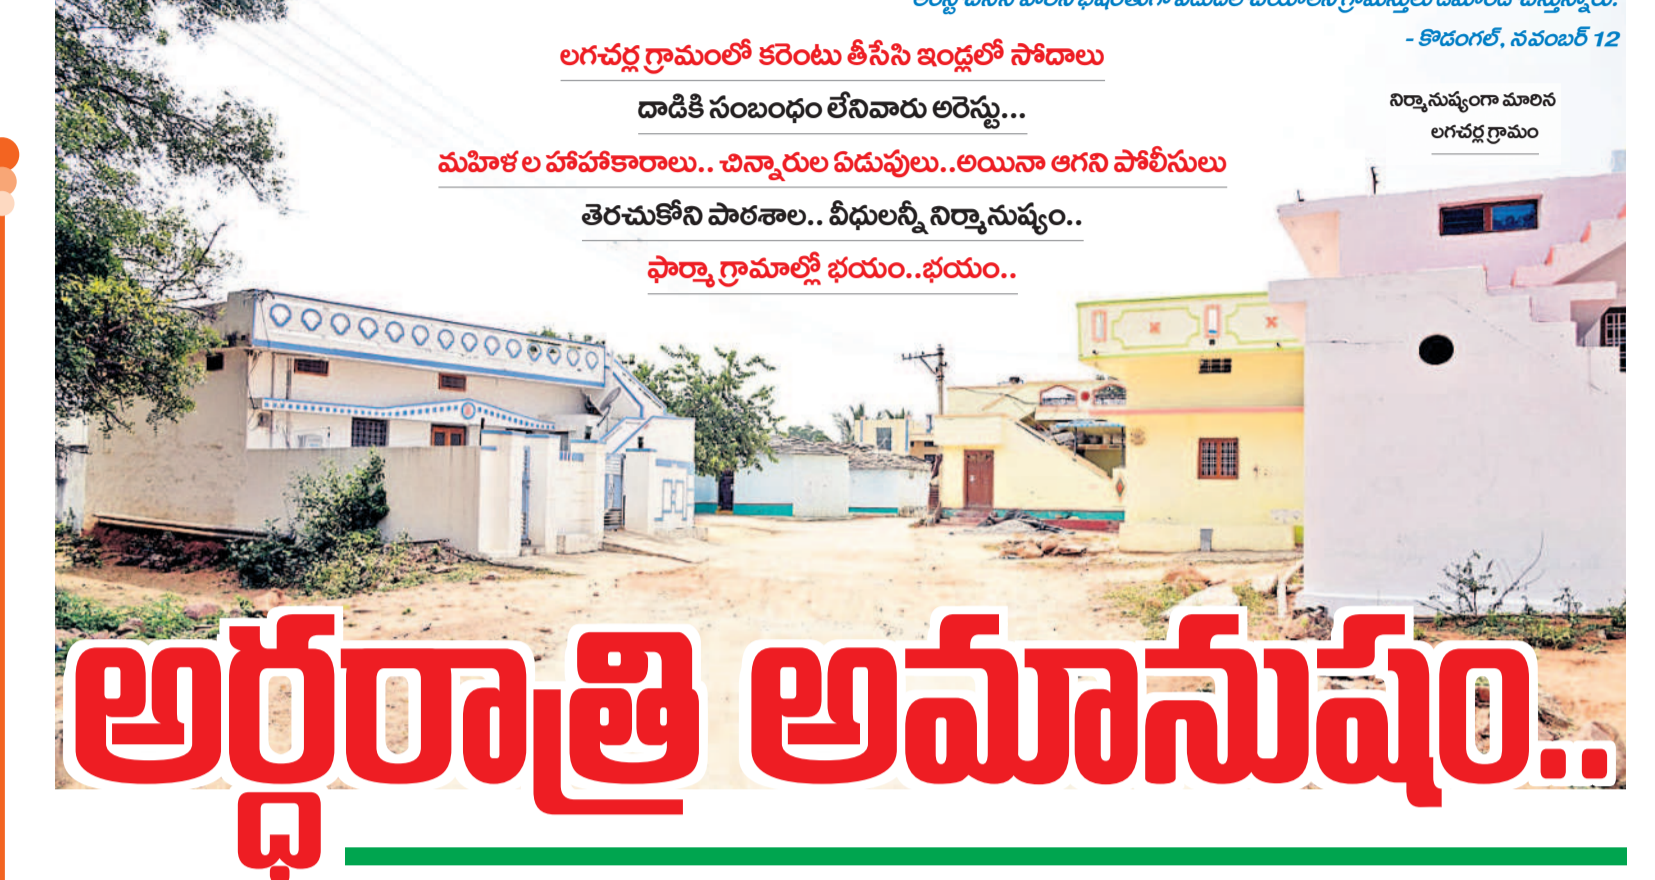 - కొడంగల్, నవంబర్ 12
లగచర్ల గ్రామంలో కరెంటు తీసేసి ఇండ్లలో సోదాలు
దాడికి సంబంధం లేనివారు అరెస్టు...
మహిళ ల హాహాకారాలు.. చిన్నారుల ఏడుపులు..అయినా ఆగని పోలీసులు
తెరచుకోని పాఠశాల.. వీధులన్నీ నిర్మానుష్యం..
ఫార్మా గ్రామాల్లో భయం..భయం..
నిర్మానుష్యంగా మారిన
లగచర్ల గ్రామం
అర్ధరాత్రి అమానుషం..